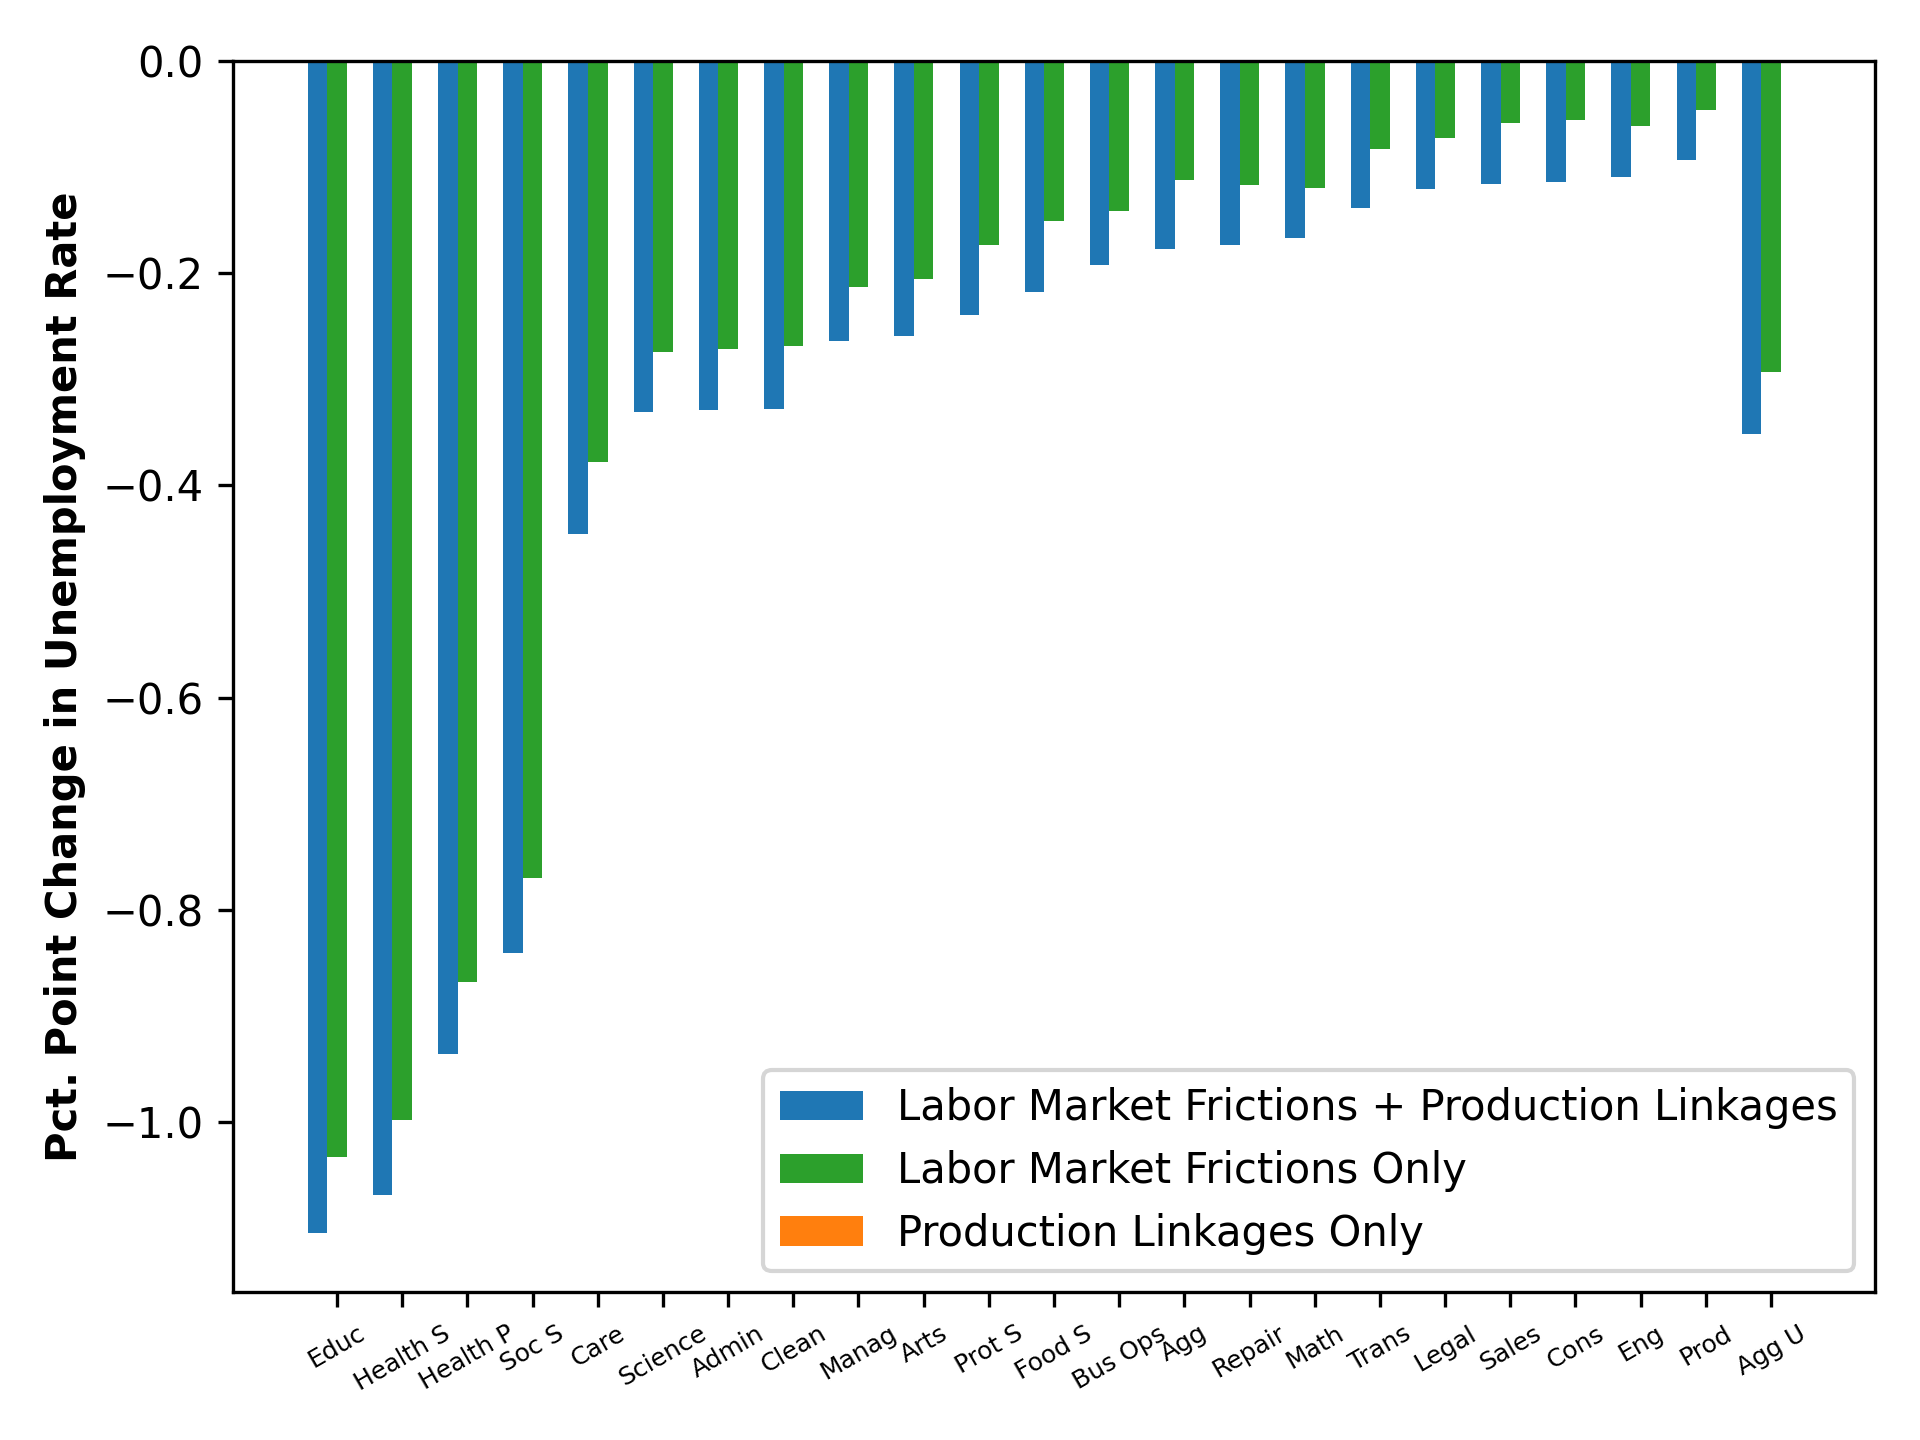 0.0
−0.2
−0.4
−0.6
−0.8
−1.0
Pct. Point Change in Unemployment Rate
Labor Market Frictions + Production Linkages
Labor Market Frictions Only
Production Linkages Only
Educ
Health S
Health P
Soc S
Care
Science
Admin
Clean
Manag
Arts
Prot S
Food S
Bus Ops
Agg
Repair
Math
Trans
Legal
Sales
Cons
Eng
Prod
Agg U